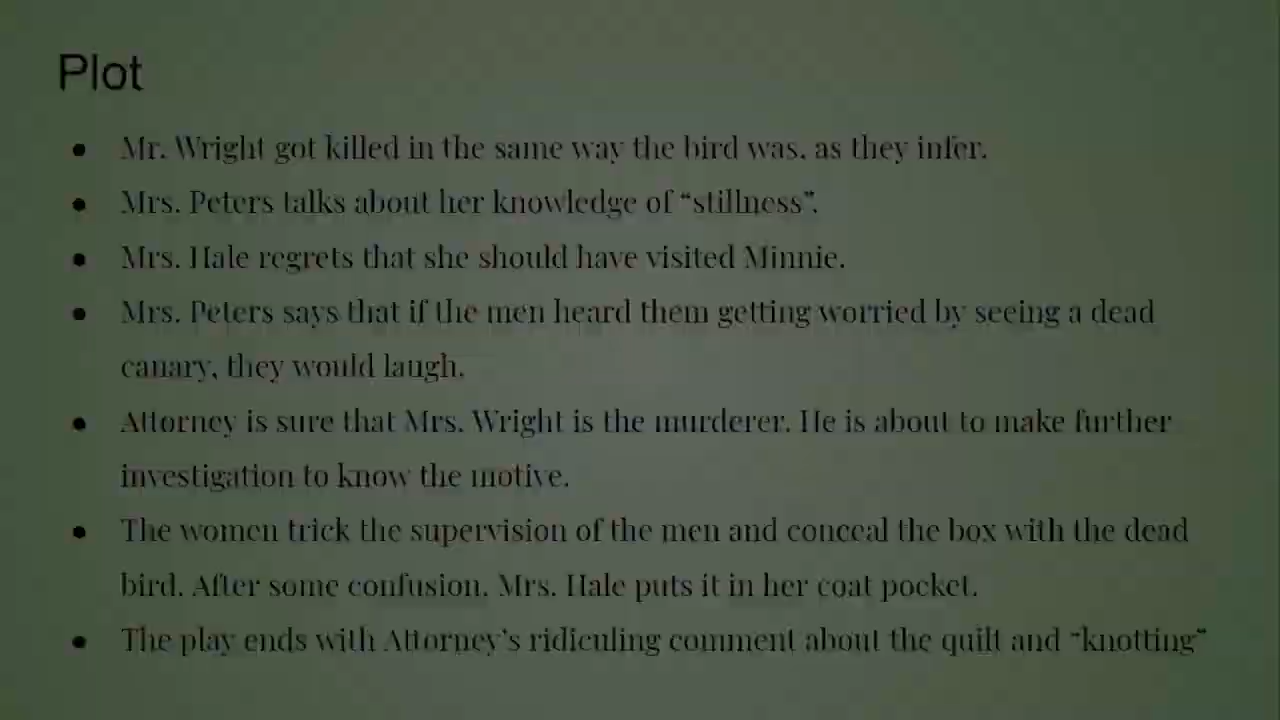 Plot
● Mr. Wright got killed in the same way the bird was, as they infer.
● Mrs. Peters talks about her knowledge of “stillness”.
● Mrs. Hale regrets that she should have visited Minnie.
● Mrs. Peters says that if the men heard them getting worried by seeing a dead
canary, they would laugh.
● Attorney is sure that Mrs. Wright is the murderer. He is about to make further
investigation to know the motive.
● The women trick the supervision of the men and conceal the box with the dead
bird. After some confusion, Mrs. Hale puts it in her coat pocket.
● The play ends with Attorney’s ridiculing comment about the quilt and “knotting”